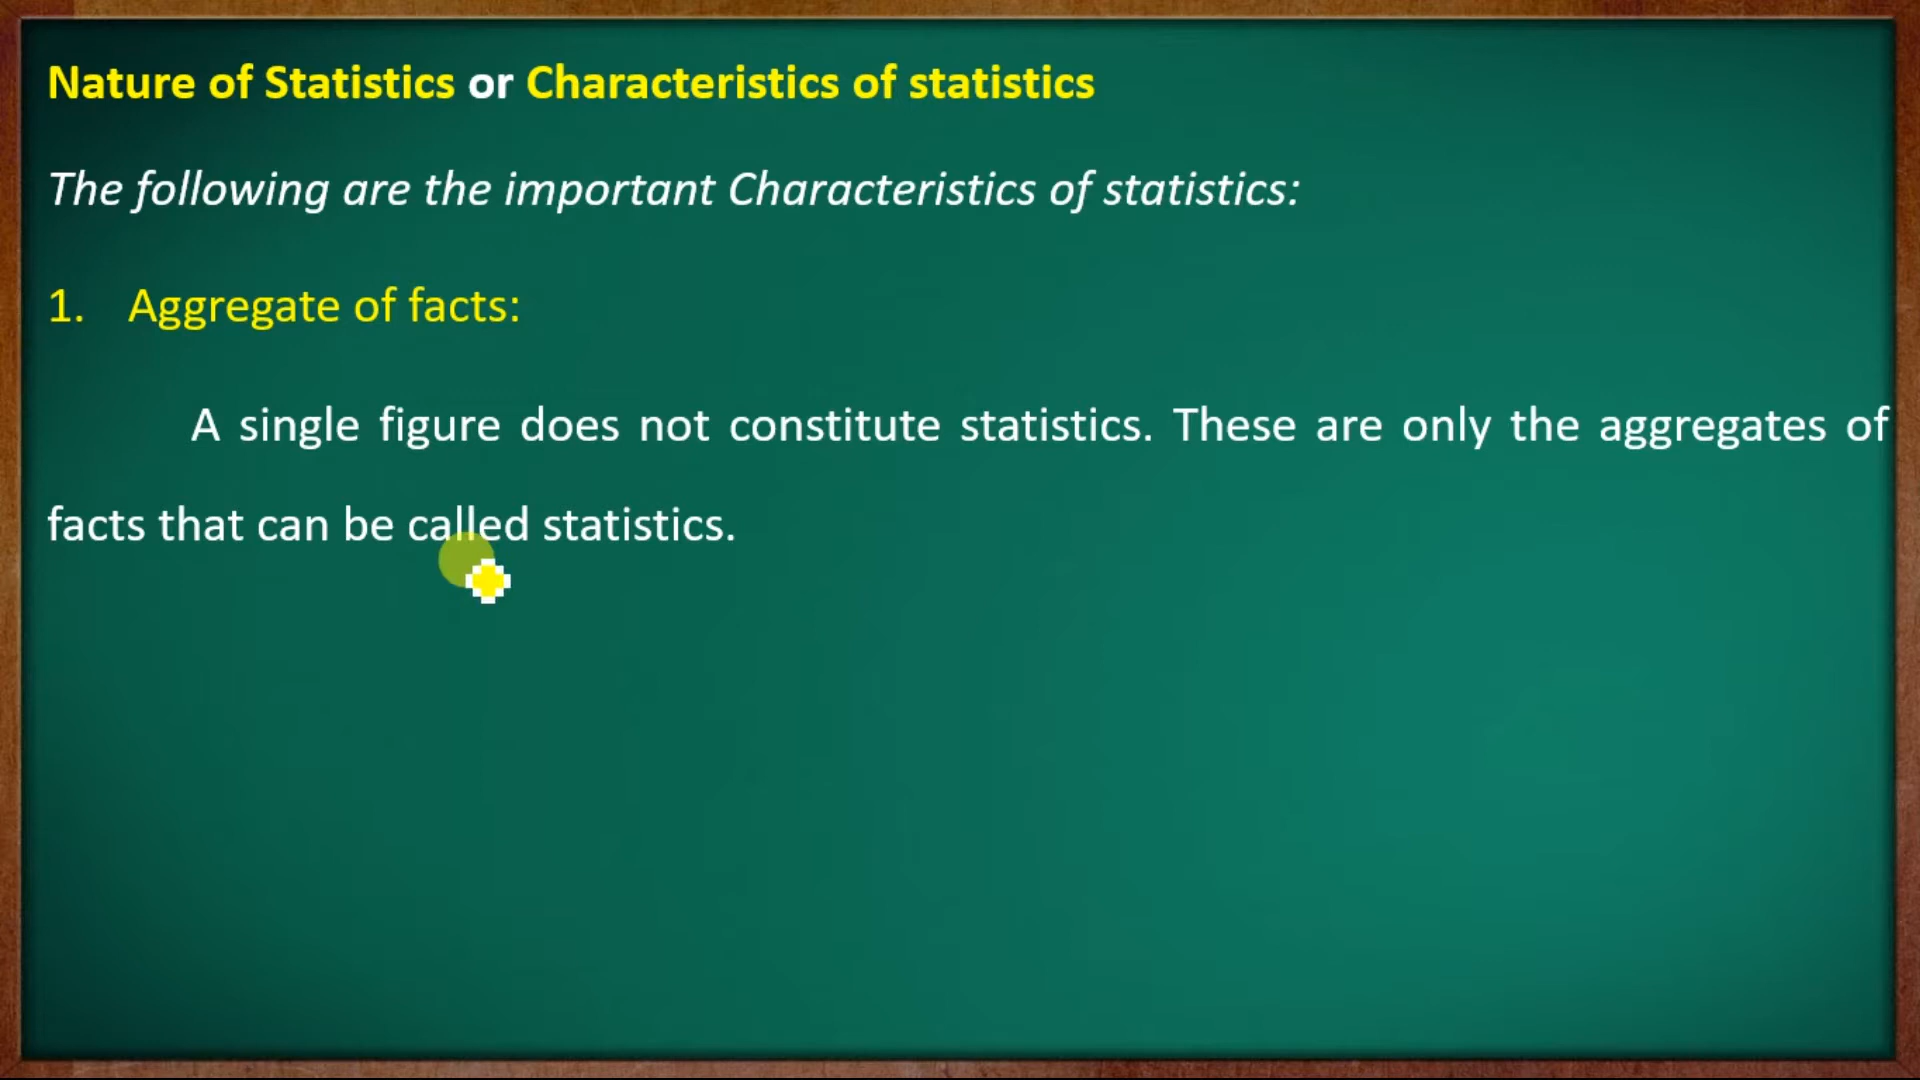 Nature of Statistics or Characteristics of statistics
The following are the important Characteristics of statistics:
1. Aggregate of facts:
A single figure does not constitute statistics. These are only the aggregates of
facts that can be called statistics.